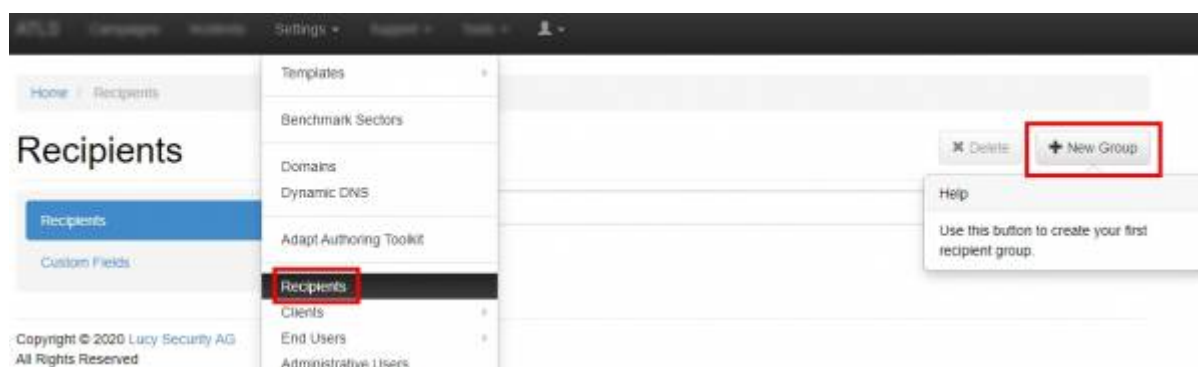 Settings
Home / Recipients
Recipients
Delete
New Group
Help
Use this button to create your first
recipient group.
Recipients
Custom Fields
Templates
Benchmark Sectors
Domains
Dynamic DNS
Adapt Authoring Toolkit
Recipients
Clients
End Users
Administrative Users
Copyright © 2020 Lucy Security AG
All Rights Reserved